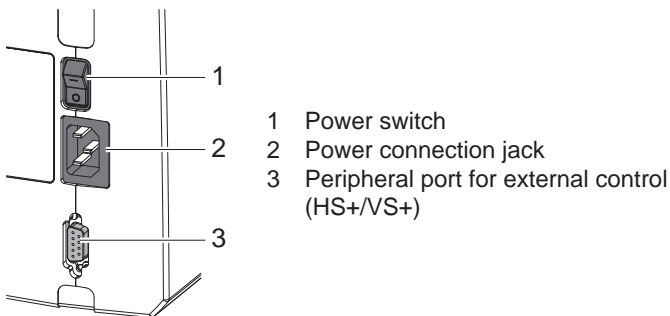 1
2
3
1 Power switch
2 Power connection jack
3 Peripheral port for external control
(HS+/VS+)